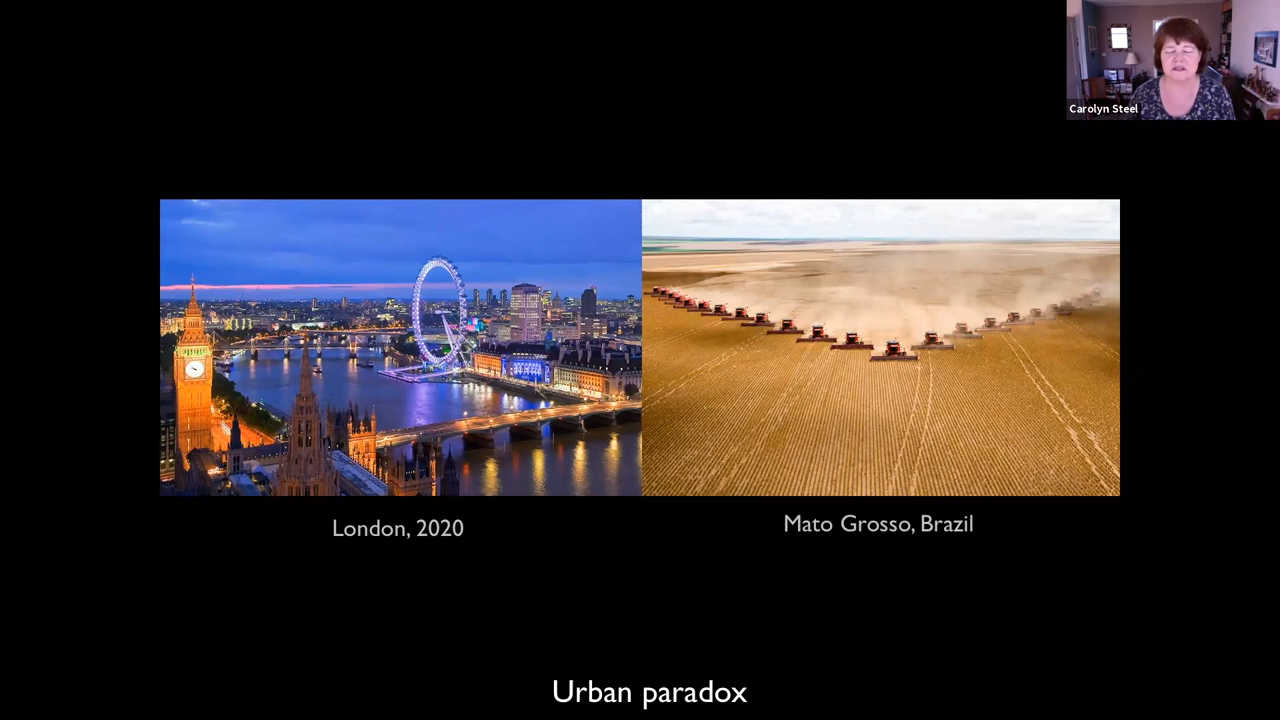 Carolyn Steel
London, 2020
Mato Grosso, Brazil
Urban paradox